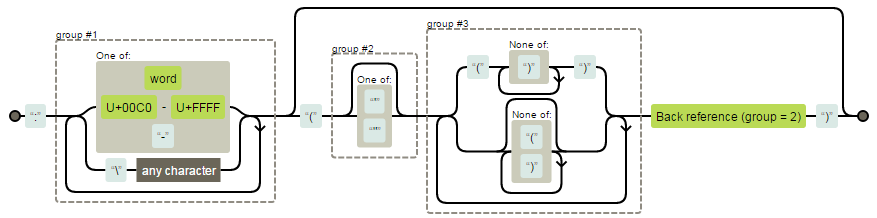 group #1
One of:
word
U+00C0 - U+FFFF
“-”
“\” any character
“:”
“(”
group #2
One of:
“'”
“"”
group #3
“(”
None of:
“)”
“)”
None of:
“(”
“)”
Back reference (group = 2)
“)”